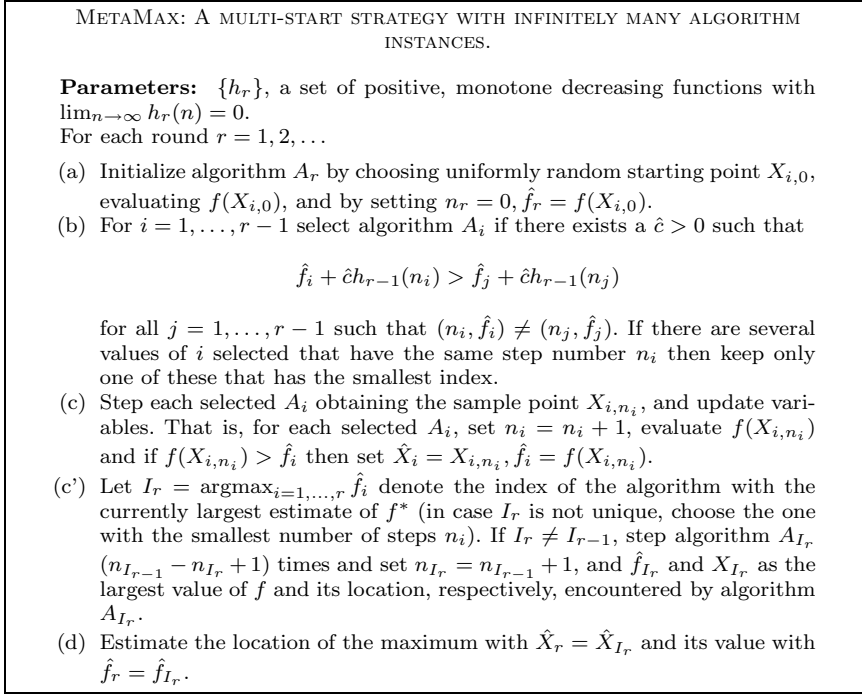 METAMAX: A MULTI-START STRATEGY WITH INFINITELY MANY ALGORITHM
INSTANCES.
Parameters: {h_r}, a set of positive, monotone decreasing functions with
lim_{n→∞} h_r(n) = 0.
For each round r = 1, 2, . . .
(a) Initialize algorithm A_r by choosing uniformly random starting point X_{i,0},
evaluating f(X_{i,0}), and by setting n_r = 0, f̂_r = f(X_{i,0}).
(b) For i = 1, . . . , r − 1 select algorithm A_i if there exists a ĉ > 0 such that
f̂_i + ĉh_{r−1}(n_i) > f̂_j + ĉh_{r−1}(n_j)
for all j = 1, . . . , r − 1 such that (n_i, f̂_i) ≠ (n_j, f̂_j). If there are several
values of i selected that have the same step number n_i then keep only
one of these that has the smallest index.
(c) Step each selected A_i obtaining the sample point X_{i,n_i}, and update vari-
ables. That is, for each selected A_i, set n_i = n_i + 1, evaluate f(X_{i,n_i})
and if f(X_{i,n_i}) > f̂_i then set X̂_i = X_{i,n_i}, f̂_i = f(X_{i,n_i}).
(c’) Let I_r = argmax_{i=1,...,r} f̂_i denote the index of the algorithm with the
currently largest estimate of f* (in case I_r is not unique, choose the one
with the smallest number of steps n_i). If I_r ≠ I_{r−1}, step algorithm A_{I_r}
(n_{I_{r−1}} − n_{I_r} + 1) times and set n_{I_r} = n_{I_{r−1}} + 1, and f̂_{I_r} and X_{I_r} as the
largest value of f and its location, respectively, encountered by algorithm
A_{I_r}.
(d) Estimate the location of the maximum with X̂_r = X̂_{I_r} and its value with
f̂_r = f̂_{I_r}.